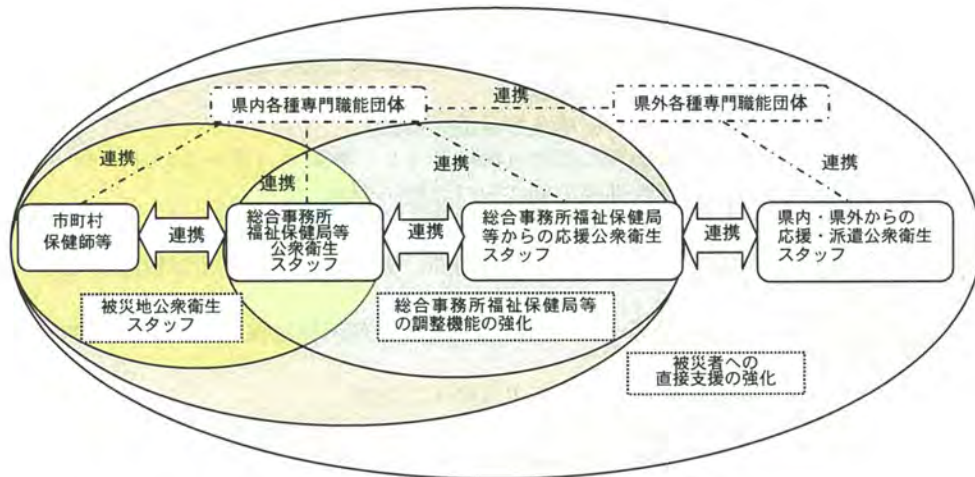 県内各種専門職能団体
連携
県外各種専門職能団体
連携
連携
連携
連携
市町村
保健師等
連携
総合事務所
福祉保健局等
公衆衛生
スタッフ
連携
総合事務所福祉保健局
等からの応援公衆衛生
スタッフ
連携
県内・県外からの
応援・派遣公衆衛生
スタッフ
被災地公衆衛生
スタッフ
総合事務所福祉保健局等
の調整機能の強化
被災者への
直接支援の強化